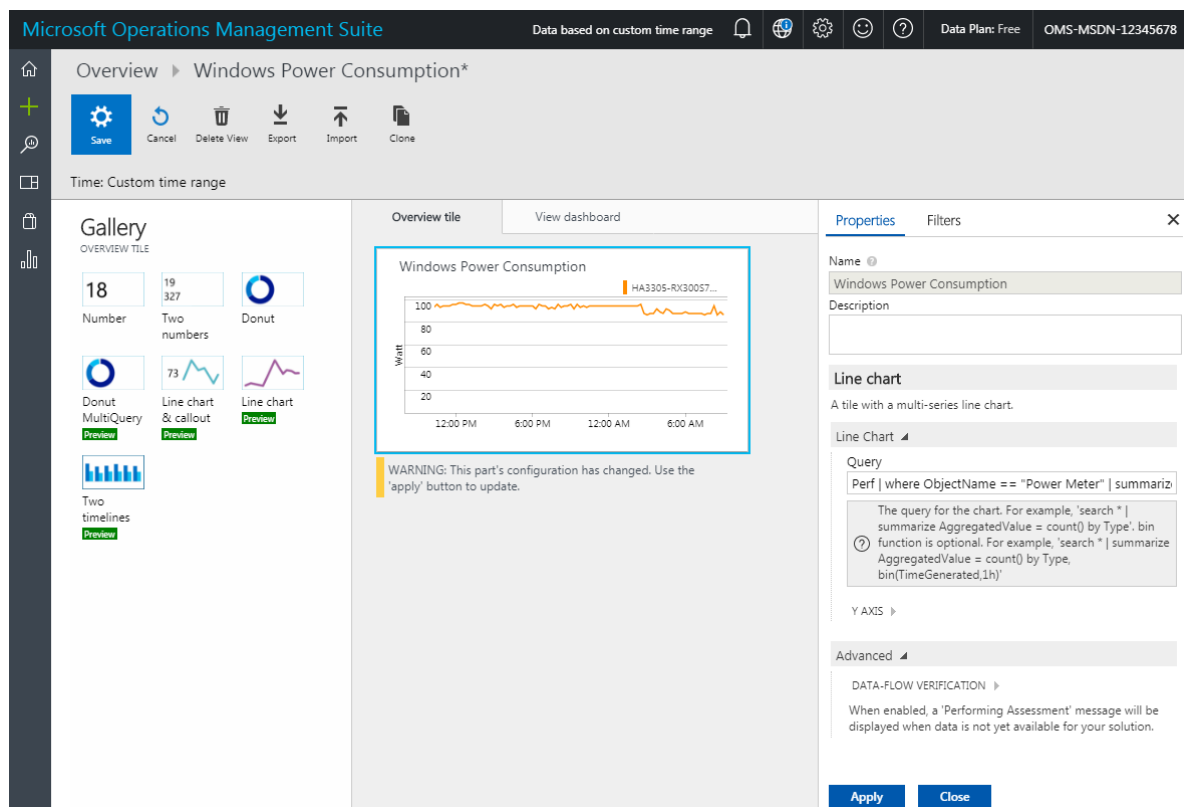 Microsoft Operations Management Suite
Data based on custom time range
Data Plan: Free
OMS-MSDN-12345678
Overview
Windows Power Consumption*
Save
Cancel
Delete View
Export
Import
Clone
Time: Custom time range
Gallery
OVERVIEW TILE
18
Number
19
327
Two
numbers
Donut
Donut
MultiQuery
Preview
73
Line chart
& callout
Preview
Line chart
Preview
Two
timelines
Preview
Overview tile
View dashboard
Windows Power Consumption
HA3305-RX300S7...
100
80
60
40
20
Watt
12:00 PM
6:00 PM
12:00 AM
6:00 AM
WARNING: This part's configuration has changed. Use the
'apply' button to update.
Properties
Filters
Name
Windows Power Consumption
Description
Line chart
A tile with a multi-series line chart.
Line Chart
Query
Perf | where ObjectName == "Power Meter" | summarize
The query for the chart. For
example, 'search * |
summarize AggregatedValue = count() by Type'. bin
function is optional. For example, 'search * | summarize
AggregatedValue = count() by Type,
bin(TimeGenerated,1h)'
Y AXIS
Advanced
DATA-FLOW VERIFICATION
When enabled, a 'Performing Assessment' message will be
displayed when data is not yet available for your solution.
Apply
Close